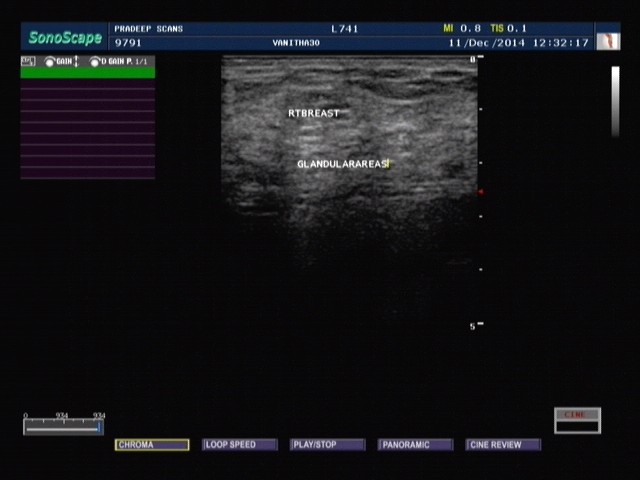 SonoScape
PRADEEP SCANS L741 MI 0.8 TIS 0.1
9791 VANITHA30 11/Dec /2014 12:32:17
GAIN D GAIN P. 1/1
0
RTBREAST
GLANDULARAREAS
5
0 934 934
CINE
CHROMA LOOP SPEED PLAY/STOP PANORAMIC CINE REVIEW